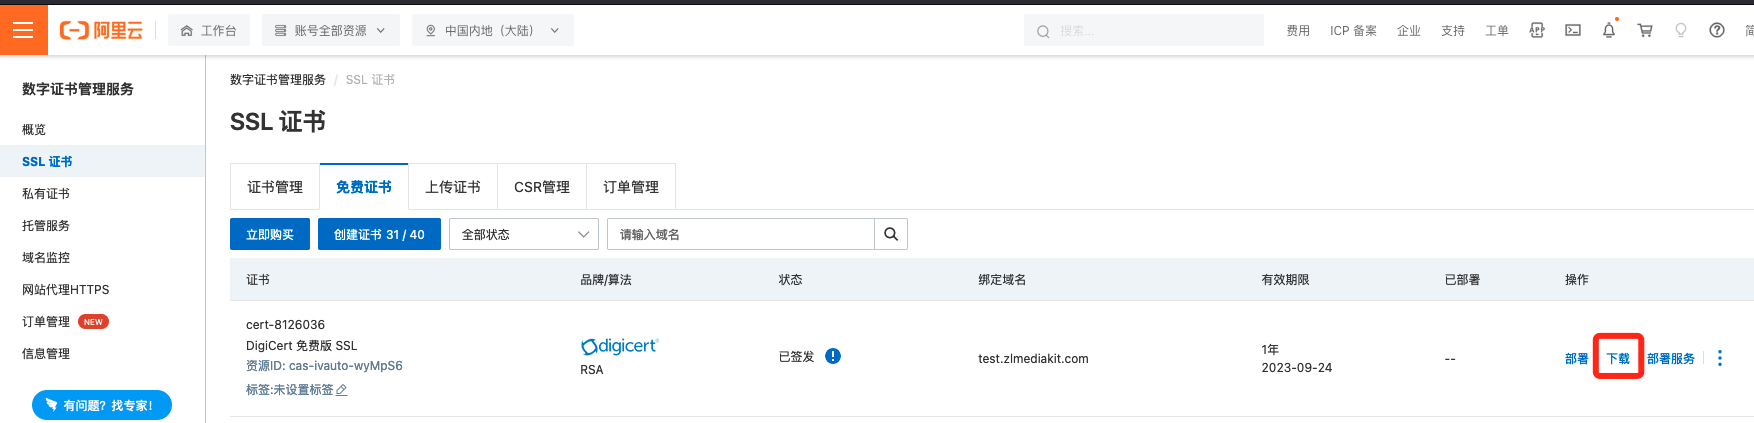 阿里云
工作台
账号全部资源
中国内地（大陆）
搜索...
费用
ICP 备案
企业
支持
工单
数字证书管理服务
概览
SSL 证书
私有证书
托管服务
域名监控
网站代理HTTPS
订单管理 NEW
信息管理
有问题？找专家！
数字证书管理服务 / SSL 证书
SSL 证书
证书管理
免费证书
上传证书
CSR管理
订单管理
立即购买
创建证书 31 / 40
全部状态
请输入域名
证书
品牌/算法
状态
绑定域名
有效期限
已部署
操作
cert-8126036
DigiCert 免费版 SSL
资源ID: cas-ivauto-wyMpS6
标签:未设置标签
digicert
RSA
已签发
test.zlmediakit.com
1年
2023-09-24
--
部署
下载
部署服务